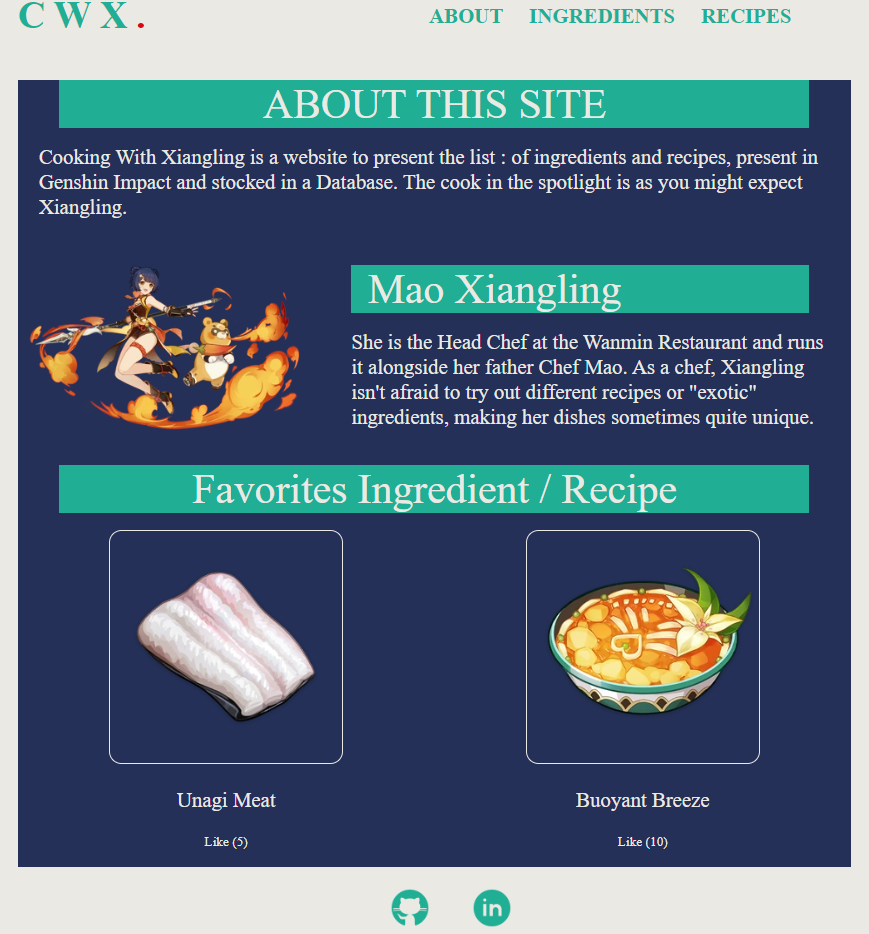 C W X .
ABOUT INGREDIENTS RECIPES
ABOUT THIS SITE
Cooking With Xiangling is a website to present the list : of ingredients and recipes, present in
Genshin Impact and stocked in a Database. The cook in the spotlight is as you might expect
Xiangling.
Mao Xiangling
She is the Head Chef at the Wanmin Restaurant and runs
it alongside her father Chef Mao. As a chef, Xiangling
isn't afraid to try out different recipes or "exotic"
ingredients, making her dishes sometimes quite unique.
Favorites Ingredient / Recipe
Unagi Meat
Buoyant Breeze
Like (5)
Like (10)
in